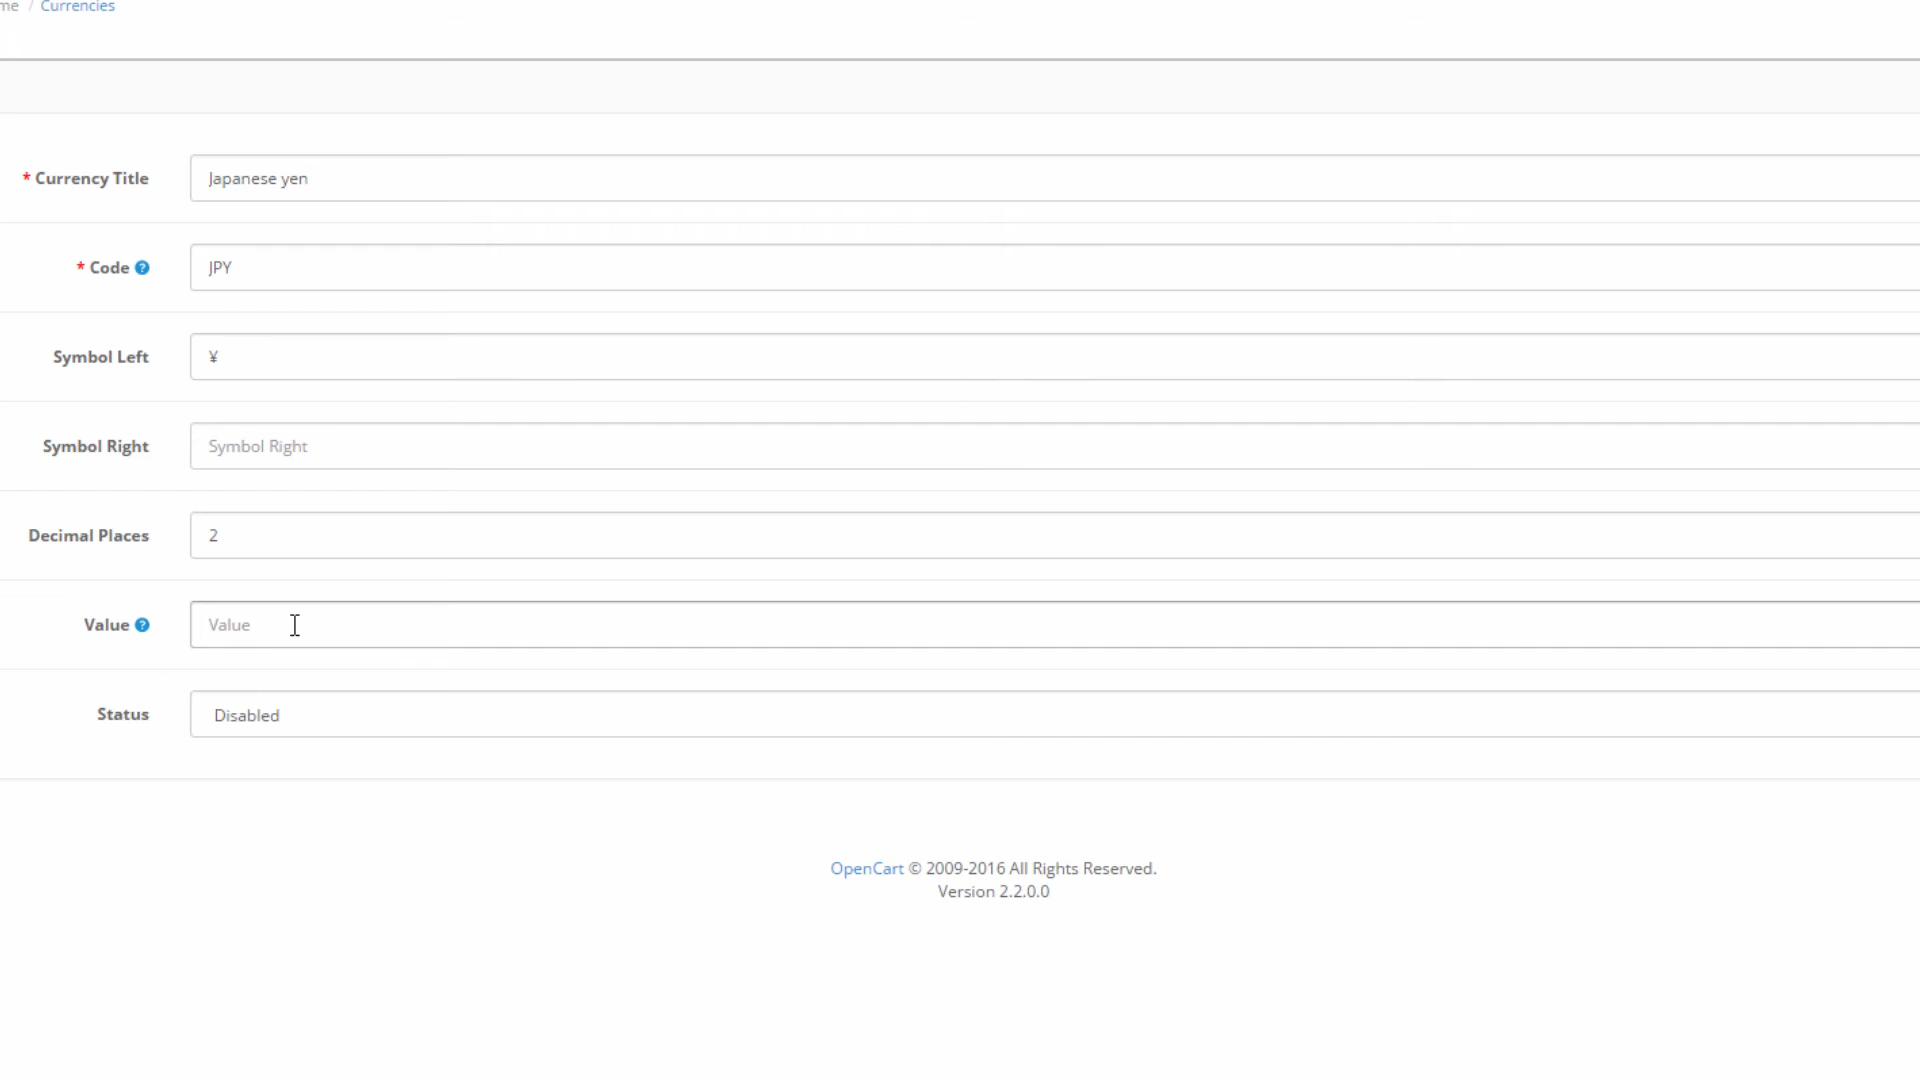 me / Currencies
* Currency Title Japanese yen
* Code ? JPY
Symbol Left ¥
Symbol Right Symbol Right
Decimal Places 2
Value ? Value
Status Disabled
OpenCart © 2009-2016 All Rights Reserved.
Version 2.2.0.0